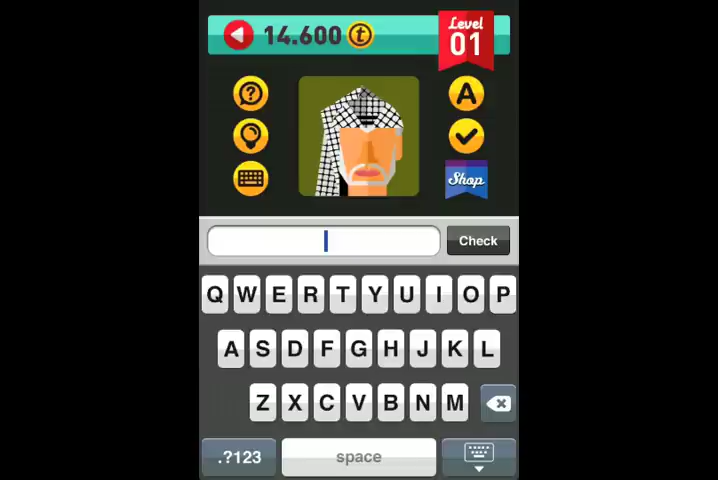 14.600 t
Level
01
?
A
Shop
Check
Q W E R T Y U I O P
A S D F G H J K L
Z X C V B N M
.?123 space